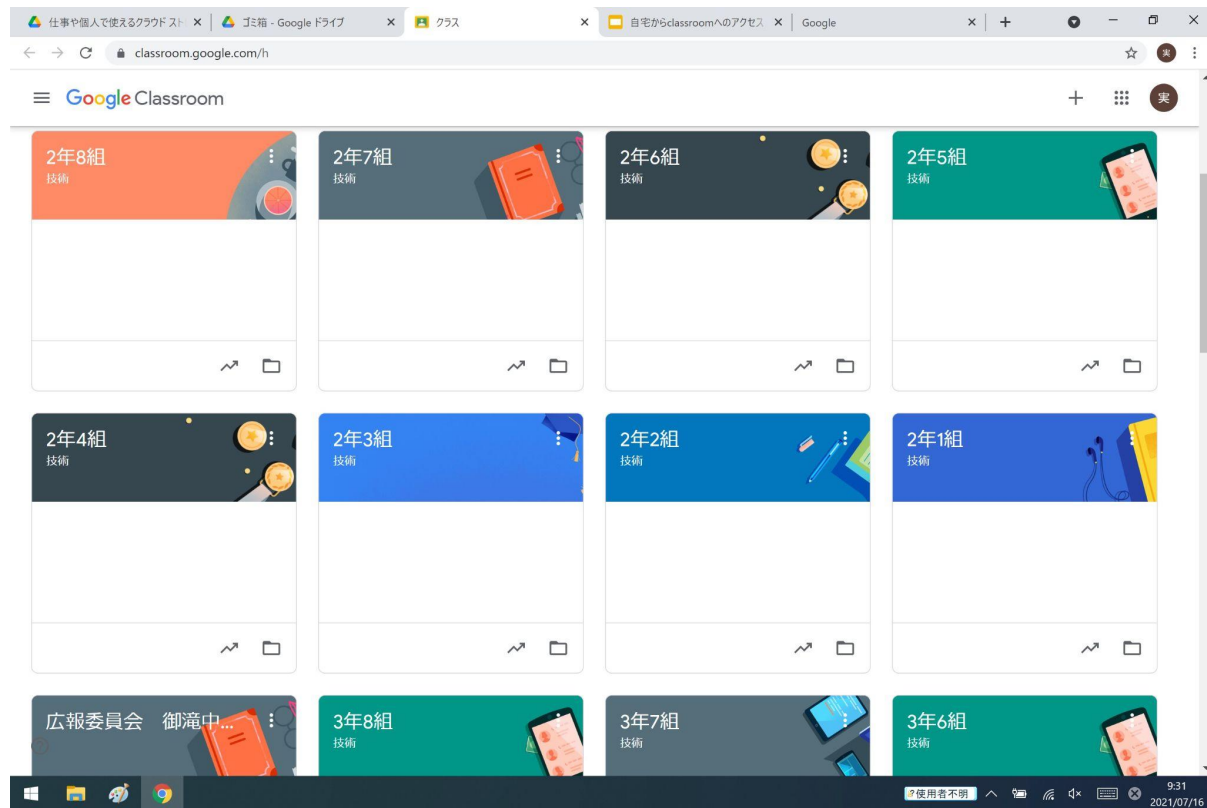 仕事や個人で使えるクラウド スト
ゴミ箱 - Google ドライブ
クラス
自宅からclassroomへのアクセス
Google
classroom.google.com/h
実
Google Classroom
実
2年8組
技術
2年7組
技術
2年6組
技術
2年5組
技術
2年4組
技術
2年3組
技術
2年2組
技術
2年1組
技術
広報委員会 御滝中...
3年8組
技術
3年7組
技術
3年6組
技術
使用者不明
9:31
2021/07/16